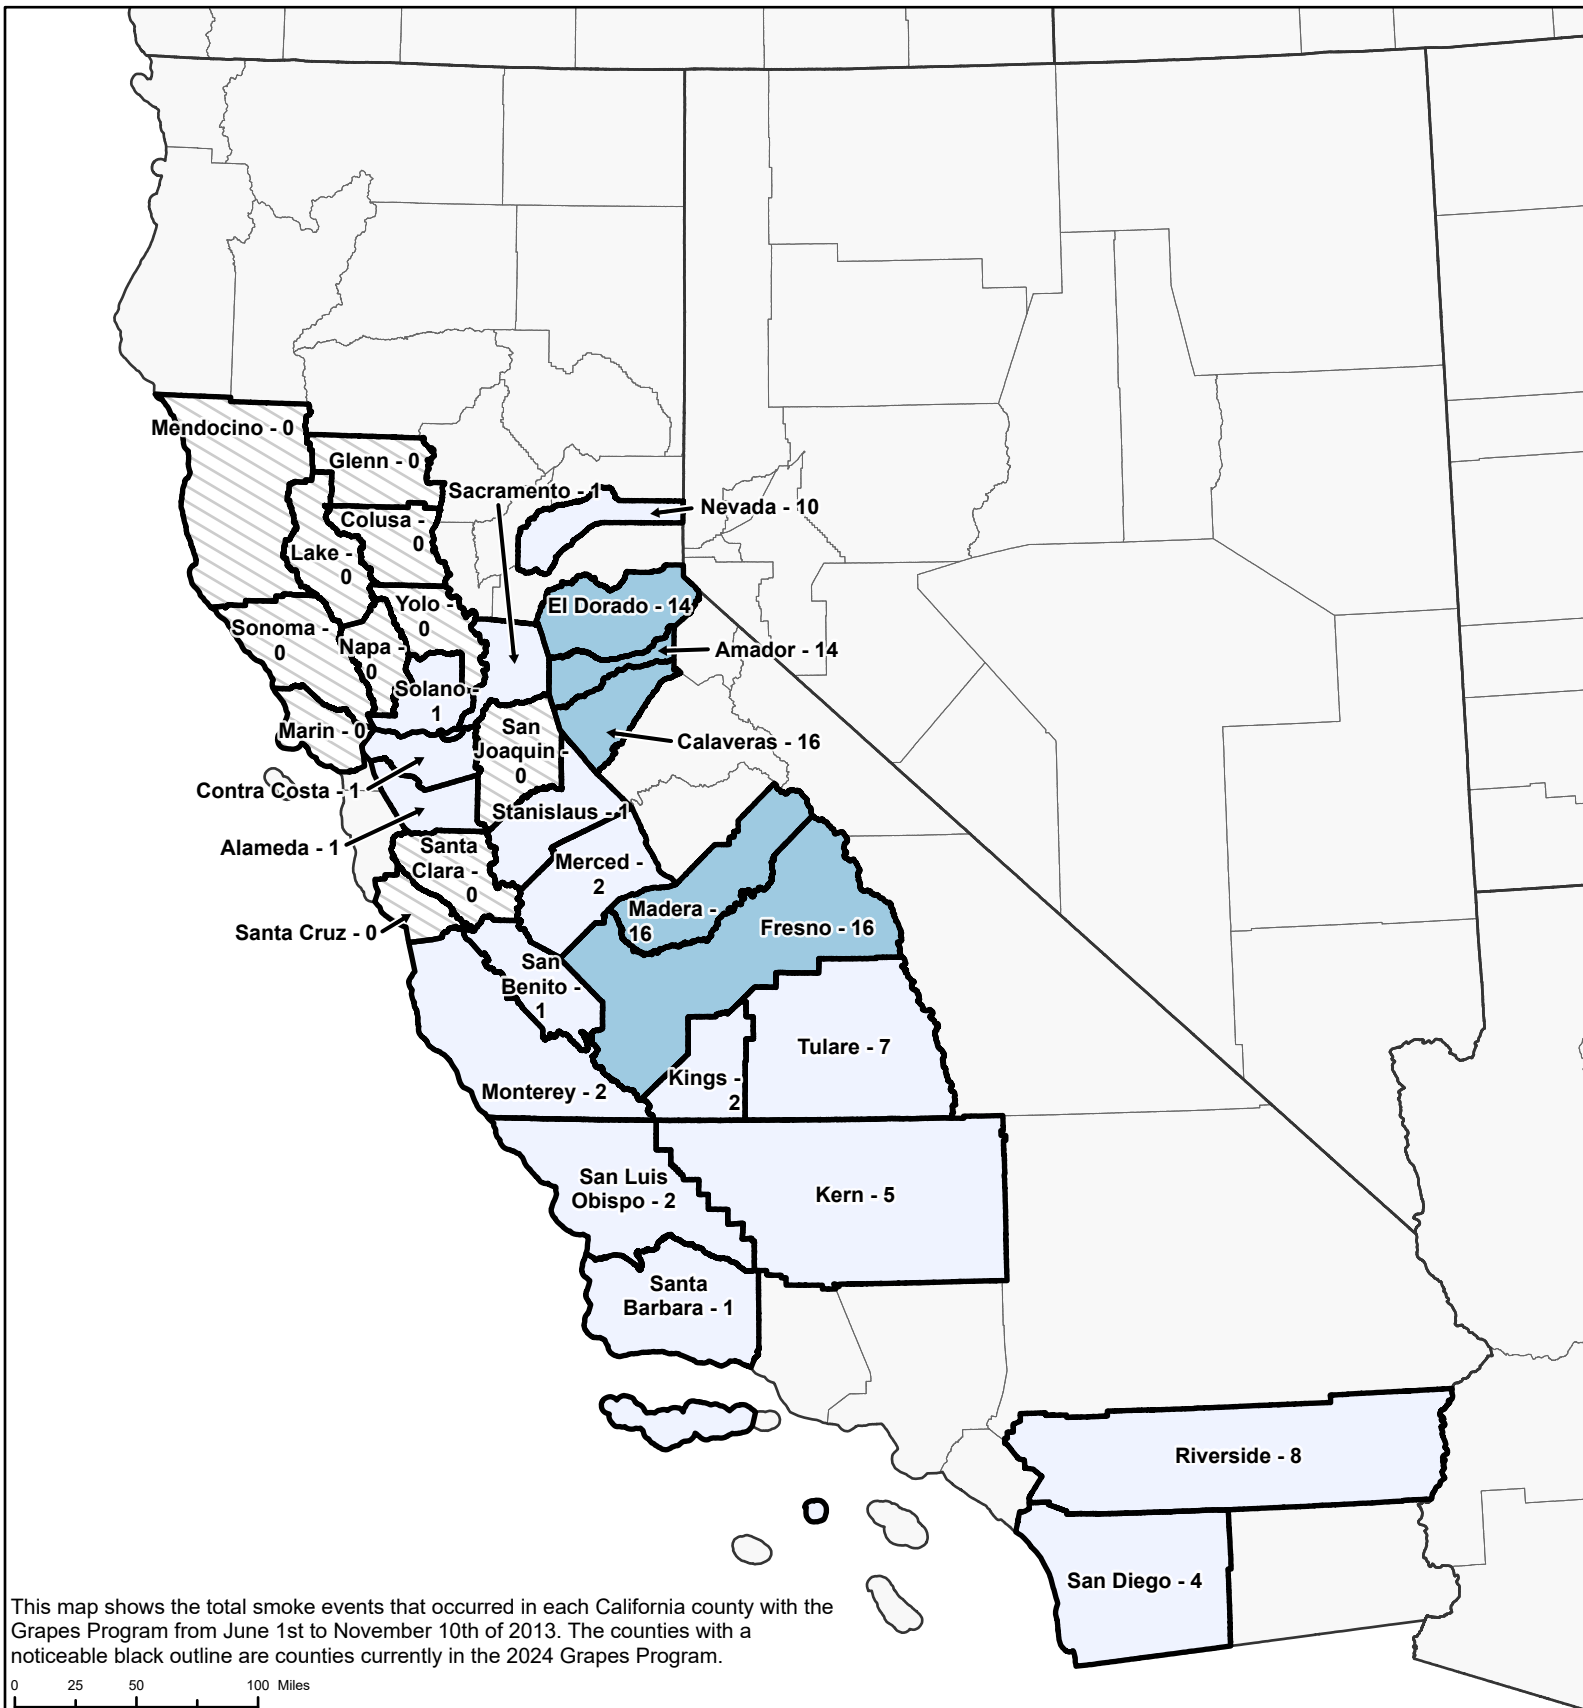 Mendocino - 0
Glenn - 0
Sacramento - 1
Nevada - 10
Colusa -
0
Lake -
0
El Dorado - 14
Yolo -
0
Sonoma -
0
Napa -
0
Amador - 14
Solano -
1
Marin - 0
San
Joaquin -
0
Calaveras - 16
Contra Costa - 1
Stanislaus - 1
Alameda - 1
Santa
Clara -
0
Merced -
2
Madera -
16
Fresno - 16
Santa Cruz - 0
San
Benito -
1
Tulare - 7
Kings -
2
Monterey - 2
San Luis
Obispo - 2
Kern - 5
Santa
Barbara - 1
Riverside - 8
San Diego - 4
This map shows the total smoke events that occurred in each California county with the
Grapes Program from June 1st to November 10th of 2013. The counties with a
noticeable black outline are counties currently in the 2024 Grapes Program.
0 25 50 100 Miles